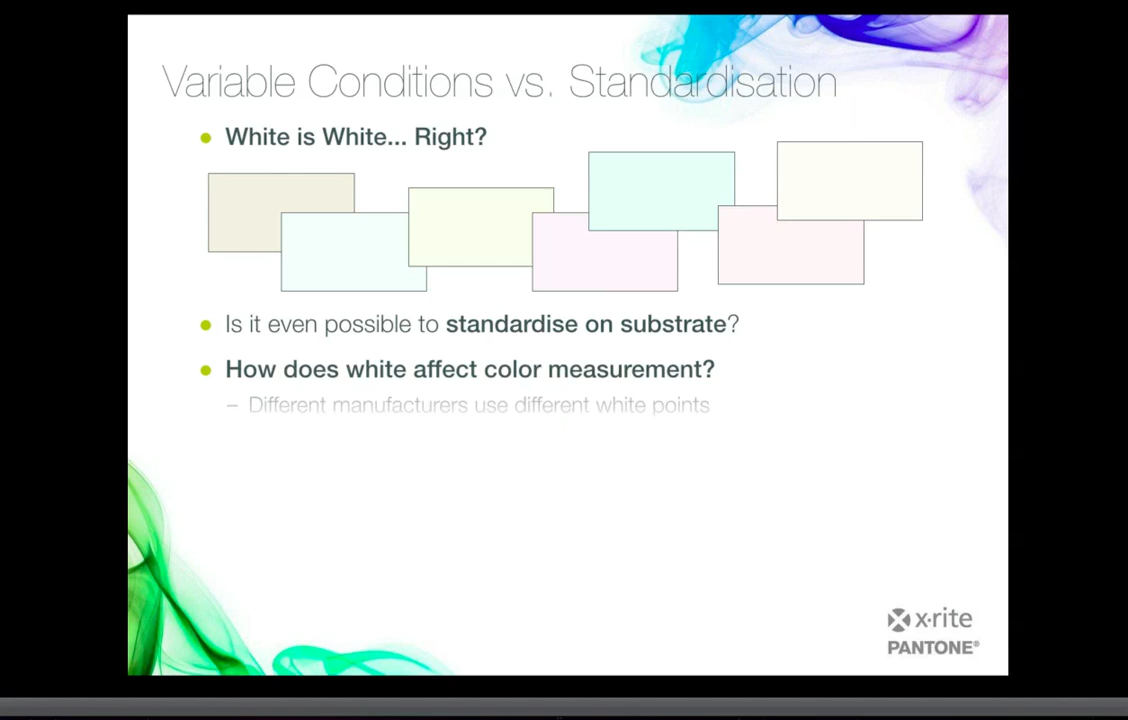 Variable Conditions vs. Standardisation
● White is White... Right?
● Is it even possible to standardise on substrate?
● How does white affect color measurement?
– Different manufacturers use different white points
x·rite
PANTONE®